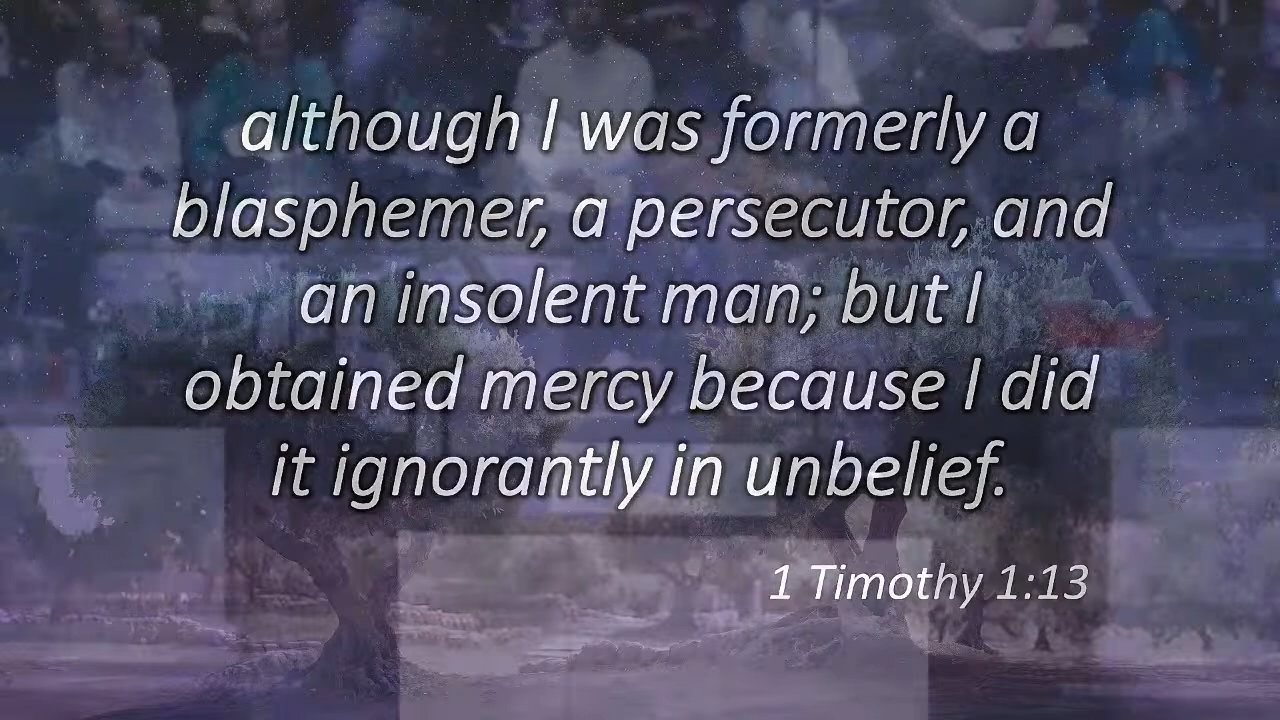 although I was formerly a
blasphemer, a persecutor, and
an insolent man; but I
obtained mercy because I did
it ignorantly in unbelief.
1 Timothy 1:13